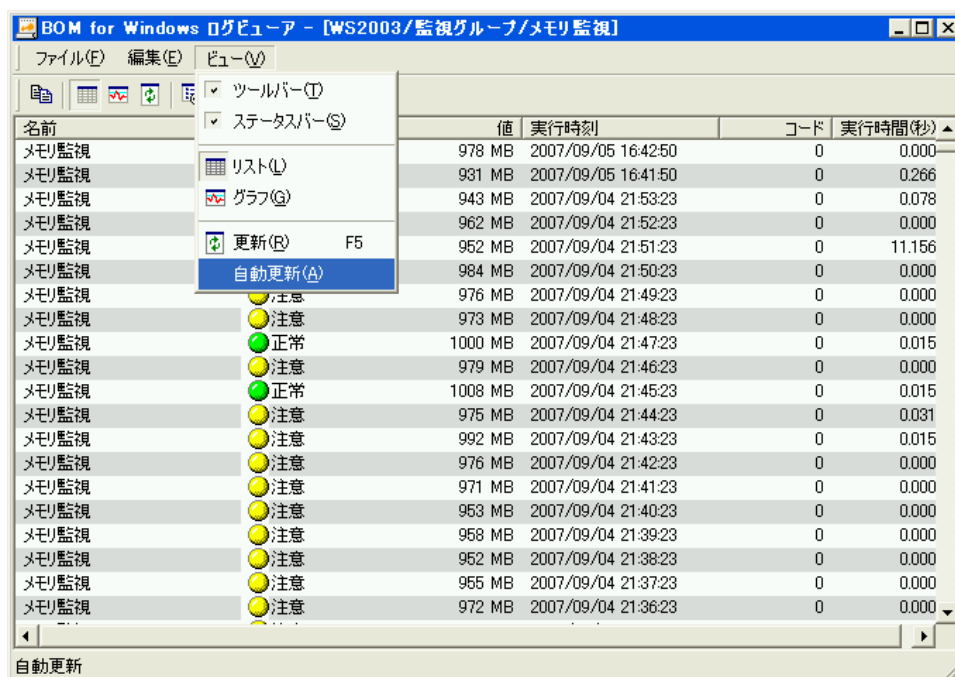 BOM for Windows ログビューア - [WS2003/監視グループ/メモリ監視]
ファイル(F) 編集(E) ビュー(V)
ツールバー(T)
ステータスバー(S)
リスト(L)
グラフ(G)
更新(R) F5
自動更新(A)
名前 値 実行時刻 コード 実行時間(秒)
メモリ監視 978 MB 2007/09/05 16:42:50 0 0.000
メモリ監視 931 MB 2007/09/05 16:41:50 0 0.266
メモリ監視 943 MB 2007/09/04 21:53:23 0 0.078
メモリ監視 962 MB 2007/09/04 21:52:23 0 0.000
メモリ監視 952 MB 2007/09/04 21:51:23 0 11.156
メモリ監視 984 MB 2007/09/04 21:50:23 0 0.000
メモリ監視 注意 976 MB 2007/09/04 21:49:23 0 0.000
メモリ監視 注意 973 MB 2007/09/04 21:48:23 0 0.000
メモリ監視 正常 1000 MB 2007/09/04 21:47:23 0 0.015
メモリ監視 注意 979 MB 2007/09/04 21:46:23 0 0.000
メモリ監視 正常 1008 MB 2007/09/04 21:45:23 0 0.015
メモリ監視 注意 975 MB 2007/09/04 21:44:23 0 0.031
メモリ監視 注意 992 MB 2007/09/04 21:43:23 0 0.015
メモリ監視 注意 976 MB 2007/09/04 21:42:23 0 0.000
メモリ監視 注意 971 MB 2007/09/04 21:41:23 0 0.000
メモリ監視 注意 953 MB 2007/09/04 21:40:23 0 0.000
メモリ監視 注意 958 MB 2007/09/04 21:39:23 0 0.000
メモリ監視 注意 952 MB 2007/09/04 21:38:23 0 0.000
メモリ監視 注意 955 MB 2007/09/04 21:37:23 0 0.000
メモリ監視 注意 972 MB 2007/09/04 21:36:23 0 0.000
自動更新